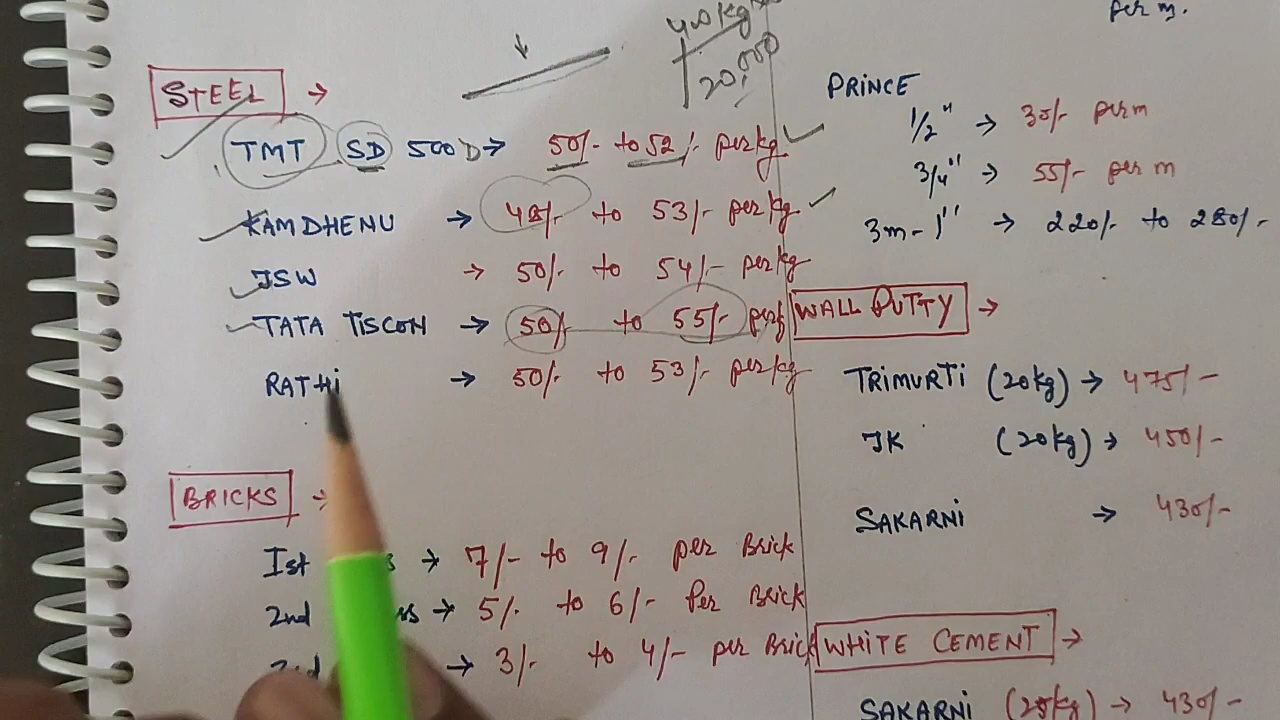 40kg
20,000
STEEL →
TMT SD 500D → 50/- to 52/- per kg
KAMDHENU → 48/- to 53/- per kg
JSW → 50/- to 54/- per kg
TATA TISCON → 50/- to 55/- per
RATHi → 50/- to 53/- per kg
BRICKS →
Ist → 7/- to 9/- per Brick
2nd → 5/- to 6/- Per Brick
→ 3/- to 4/- per Brick
per m.
PRINCE
1/2" → 30/- per m
3/4" → 55/- per m
3m-1" → 220/- to 280/-
WALL PUTTY →
TRiMURTi (20kg) → 475/-
JK (20kg) → 450/-
SAKARNi → 430/-
WHITE CEMENT →
SAKARNi (25kg) → 430/-